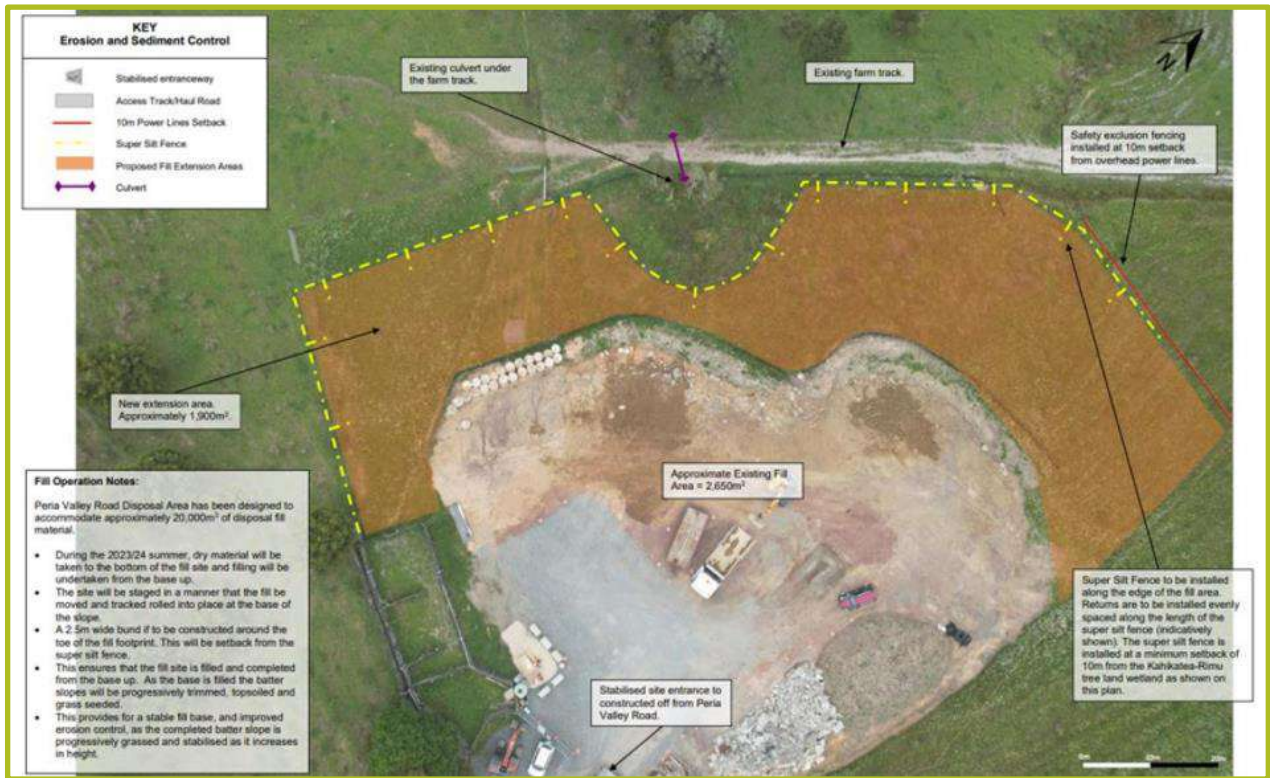 KEY
Erosion and Sediment Control
Stabilised entranceway
Access Track/Haul Road
10m Power Lines Setback
Super Silt Fence
Proposed Fill Extension Areas
Culvert
Existing culvert under
the farm track.
Existing farm track.
N
Safety exclusion fencing
installed at 10m setback
from overhead power lines.
New extension area.
Approximately 1,900m².
Approximate Existing Fill
Area = 2,650m²
Fill Operation Notes:
Peria Valley Road Disposal Area has been designed to
accommodate approximately 20,000m³ of disposal fill
material.
• During the 2023/24 summer, dry material will be
taken to the bottom of the fill site and filling will be
undertaken from the base up.
• The site will be staged in a manner that the fill be
moved and tracked rolled into place at the base of
the slope.
• A 2.5m wide bund if to be constructed around the
toe of the fill footprint. This will be setback from the
super silt fence.
• This ensures that the fill site is filled and completed
from the base up. As the base is filled the batter
slopes will be progressively trimmed, topsoiled and
grass seeded.
• This provides for a stable fill base, and improved
erosion control, as the completed batter slope is
progressively grassed and stabilised as it increases
in height.
Stabilised site entrance to
constructed off from Peria
Valley Road.
Super Silt Fence to be installed
along the edge of the fill area.
Returns are to be installed evenly
spaced along the length of the
super silt fence (indicatively
shown). The super silt fence is
installed at a minimum setback of
10m from the Kahikatea-Rimu
tree land wetland as shown on
this plan.